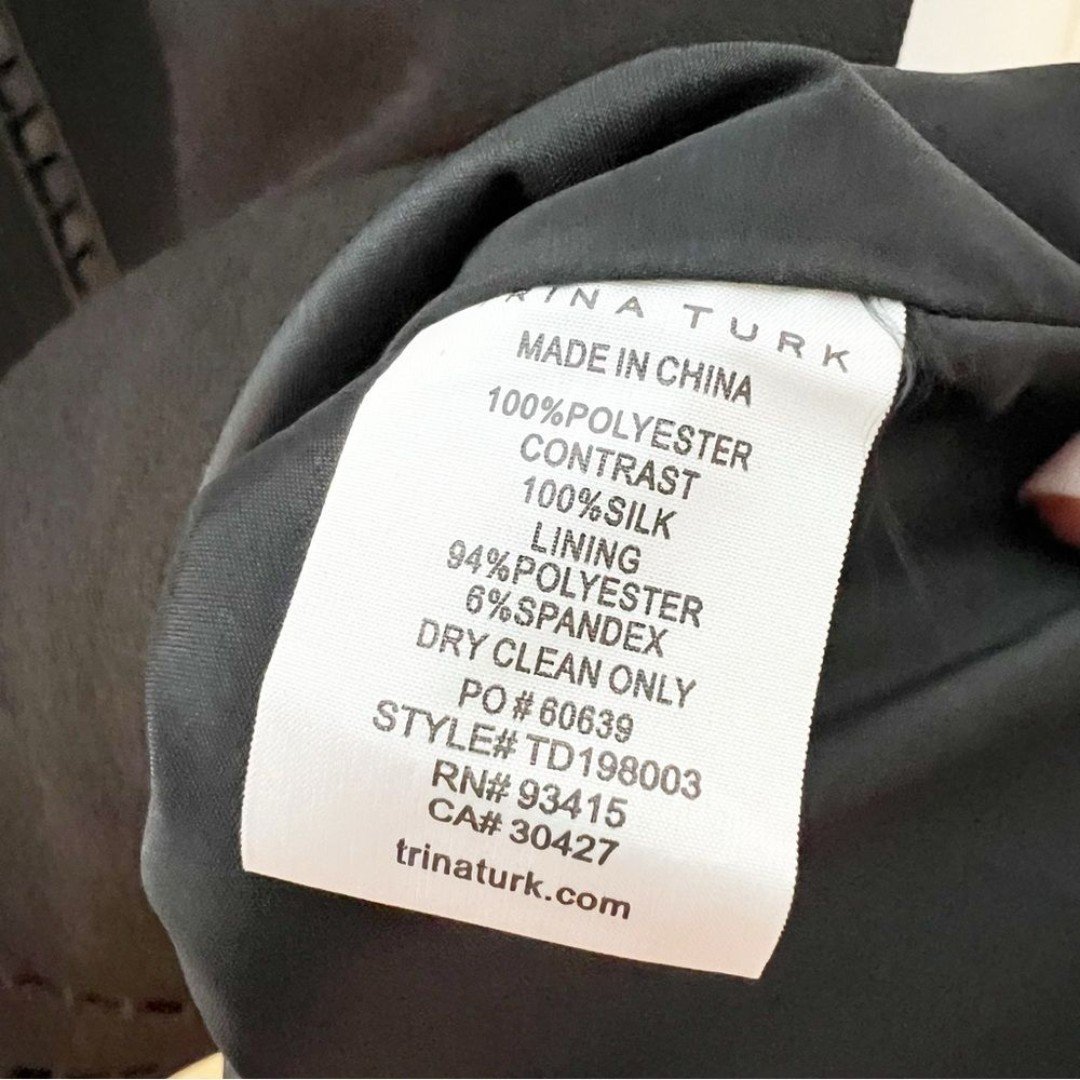 TRINA TURK
MADE IN CHINA
100%POLYESTER
CONTRAST
100%SILK
LINING
94%POLYESTER
6%SPANDEX
DRY CLEAN ONLY
PO # 60639
STYLE# TD198003
RN# 93415
CA# 30427
trinaturk.com